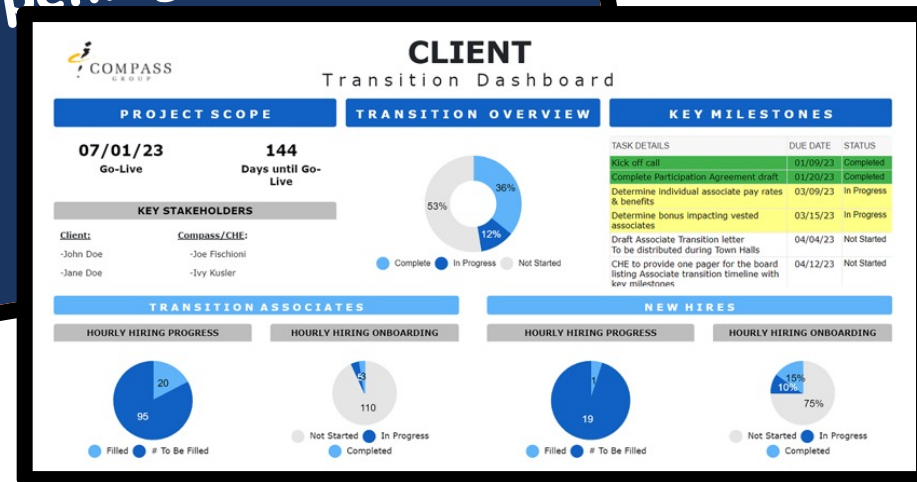 COMPASS
GROUP
CLIENT
Transition Dashboard
PROJECT SCOPE
TRANSITION OVERVIEW
KEY MILESTONES
07/01/23
Go-Live
144
Days until Go-
Live
KEY STAKEHOLDERS
Client:
Compass/CHE:
-John Doe
-Joe Fischioni
-Jane Doe
-Ivy Kusler
36%
53%
12%
Complete In Progress Not Started
TASK DETAILS DUE DATE STATUS
Kick off call 01/09/23 Completed
Complete Participation Agreement draft 01/20/23 Completed
Determine individual associate pay rates 03/09/23 In Progress
& benefits
Determine bonus impacting vested 03/15/23 In Progress
associates
Draft Associate Transition letter 04/04/23 Not Started
To be distributed during Town Halls
CHE to provide one pager for the board 04/12/23 Not Started
listing Associate transition timeline with
key milestones
TRANSITION ASSOCIATES
NEW HIRES
HOURLY HIRING PROGRESS
20
95
Filled # To Be Filled
HOURLY HIRING ONBOARDING
3
110
Not Started In Progress
Completed
HOURLY HIRING PROGRESS
1
19
Filled # To Be Filled
HOURLY HIRING ONBOARDING
15%
10%
75%
Not Started In Progress
Completed